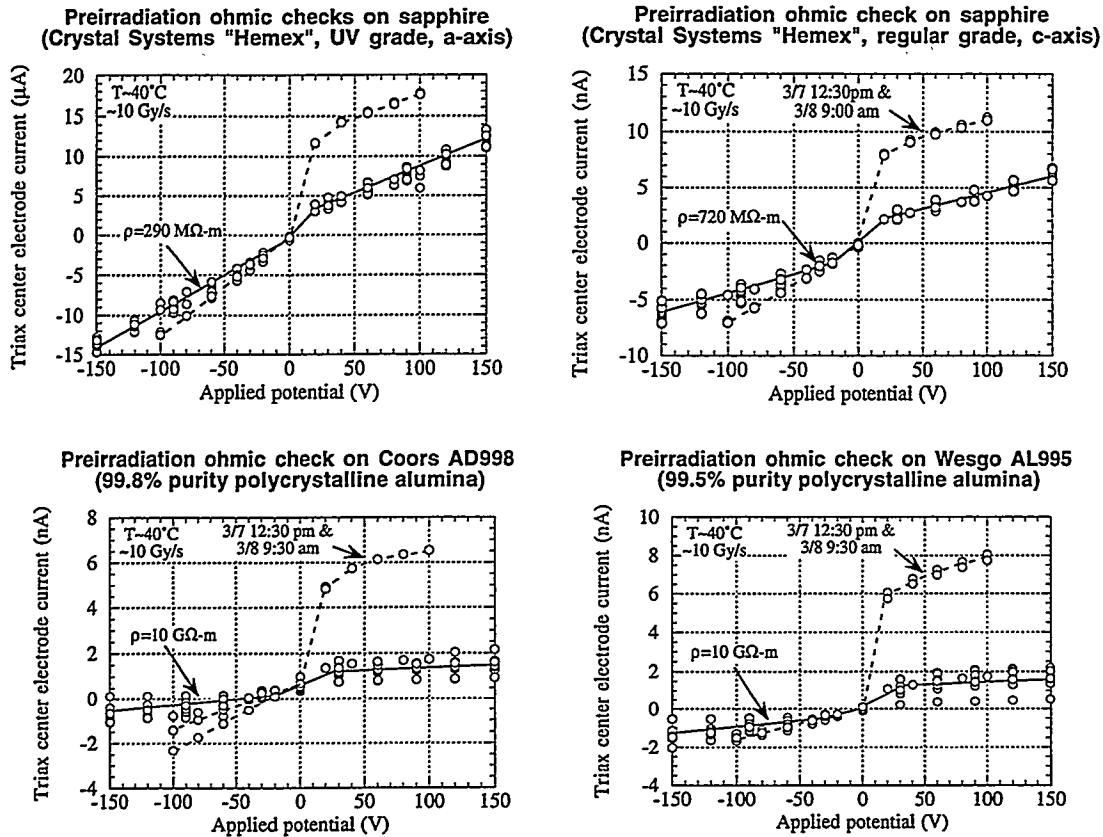 Preirradiation ohmic checks on sapphire
(Crystal Systems "Hemex", UV grade, a-axis)
Triax center electrode current (μA)
20
15
10
5
0
-5
-10
-15
T~40°C
~10 Gy/s
ρ=290 MΩ-m
-150 -100 -50 0 50 100 150
Applied potential (V)
Preirradiation ohmic check on sapphire
(Crystal Systems "Hemex", regular grade, c-axis)
Triax center electrode current (nA)
15
10
5
0
-5
-10
T~40°C
~10 Gy/s
3/7 12:30pm &
3/8 9:00 am
ρ=720 MΩ-m
-150 -100 -50 0 50 100 150
Applied potential (V)
Preirradiation ohmic check on Coors AD998
(99.8% purity polycrystalline alumina)
Triax center electrode current (nA)
8
6
4
2
0
-2
-4
T~40°C
~10 Gy/s
3/7 12:30 pm &
3/8 9:30 am
ρ=10 GΩ-m
-150 -100 -50 0 50 100 150
Applied potential (V)
Preirradiation ohmic check on Wesgo AL995
(99.5% purity polycrystalline alumina)
Triax center electrode current (nA)
10
8
6
4
2
0
-2
-4
T~40°C
~10 Gy/s
3/7 12:30 pm &
3/8 9:30 am
ρ=10 GΩ-m
-150 -100 -50 0 50 100 150
Applied potential (V)